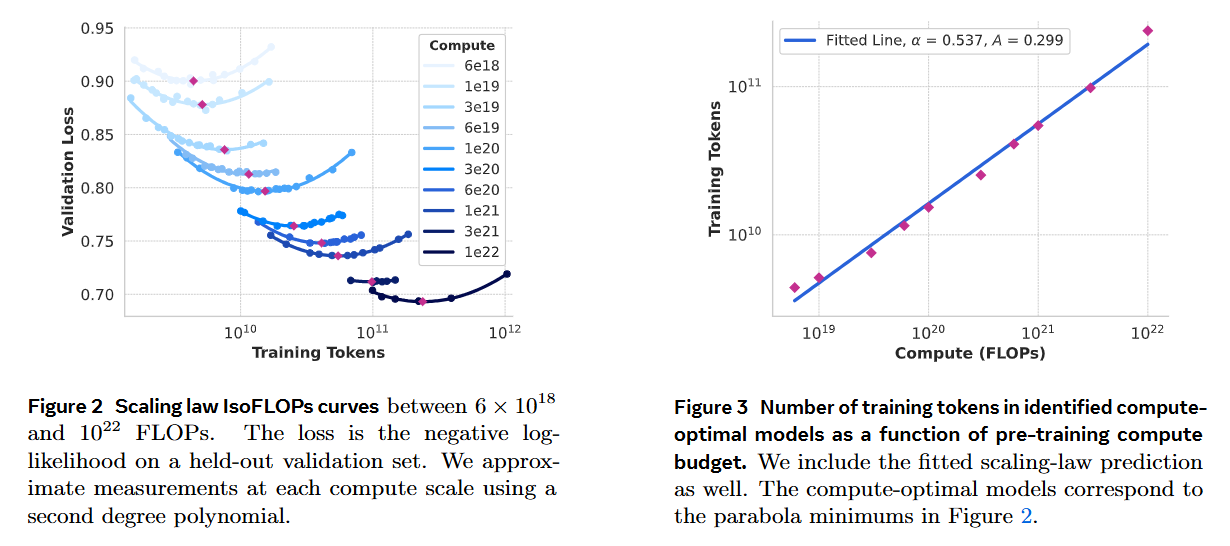 0.95
0.90
0.85
0.80
0.75
0.70
Validation Loss
10^10
10^11
10^12
Training Tokens
Compute
6e18
1e19
3e19
6e19
1e20
3e20
6e20
1e21
3e21
1e22
Figure 2 Scaling law IsoFLOPs curves between 6 × 10^18
and 10^22 FLOPs. The loss is the negative log-
likelihood on a held-out validation set. We approx-
imate measurements at each compute scale using a
second degree polynomial.
Fitted Line, α = 0.537, A = 0.299
10^11
10^10
Training Tokens
10^19
10^20
10^21
10^22
Compute (FLOPs)
Figure 3 Number of training tokens in identified compute-
optimal models as a function of pre-training compute
budget. We include the fitted scaling-law prediction
as well. The compute-optimal models correspond to
the parabola minimums in Figure 2.